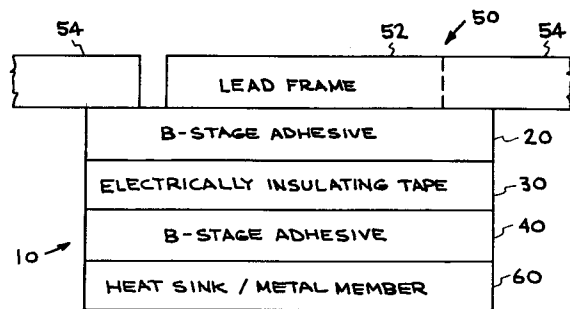 54 52 50 54
LEAD FRAME
B-STAGE ADHESIVE 20
ELECTRICALLY INSULATING TAPE 30
B-STAGE ADHESIVE 40
10
HEAT SINK / METAL MEMBER 60